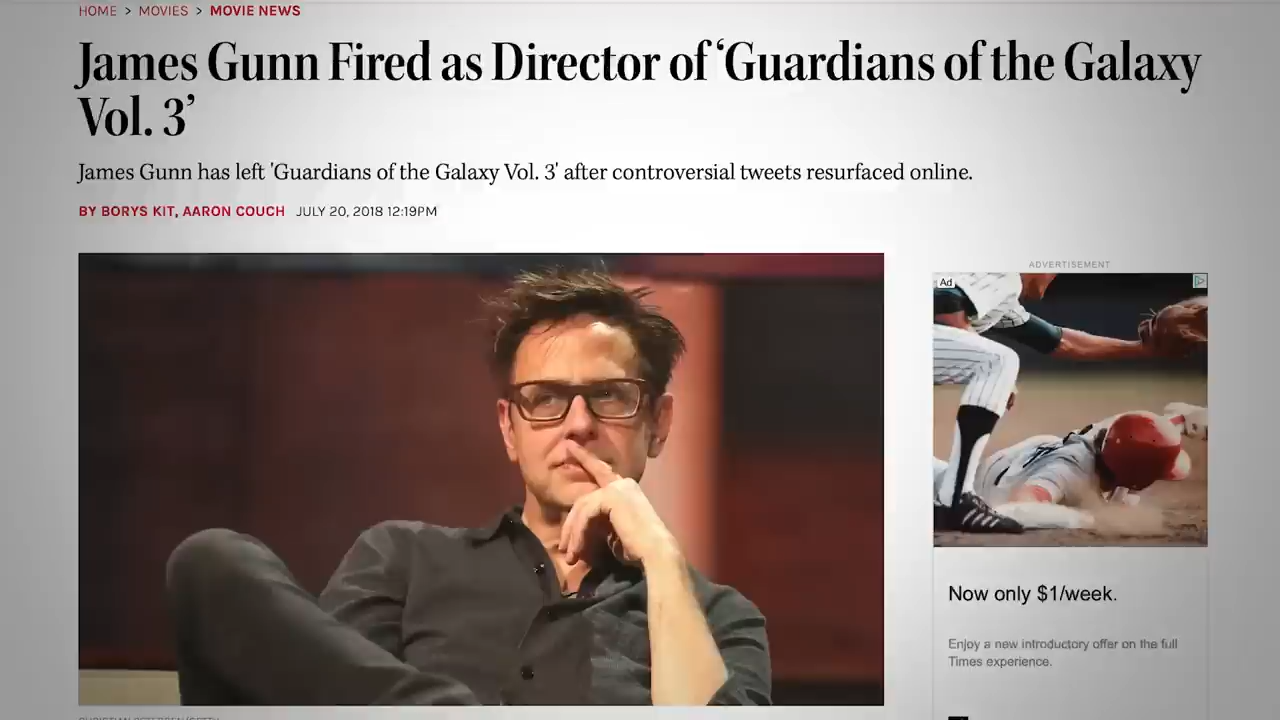 HOME > MOVIES > MOVIE NEWS
James Gunn Fired as Director of ‘Guardians of the Galaxy
Vol. 3’
James Gunn has left 'Guardians of the Galaxy Vol. 3' after controversial tweets resurfaced online.
BY BORYS KIT, AARON COUCH JULY 20, 2018 12:19PM
ADVERTISEMENT
Ad
Now only $1/week.
Enjoy a new introductory offer on the full
Times experience.